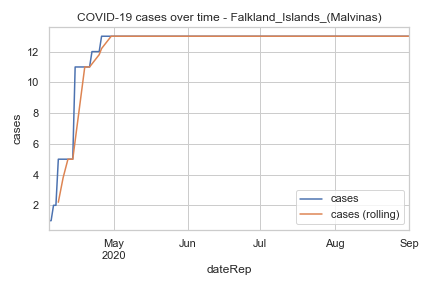 COVID-19 cases over time - Falkland_Islands_(Malvinas)
12
10
8
6
4
2
cases
May
2020
Jun
Jul
Aug
Sep
dateRep
cases
cases (rolling)